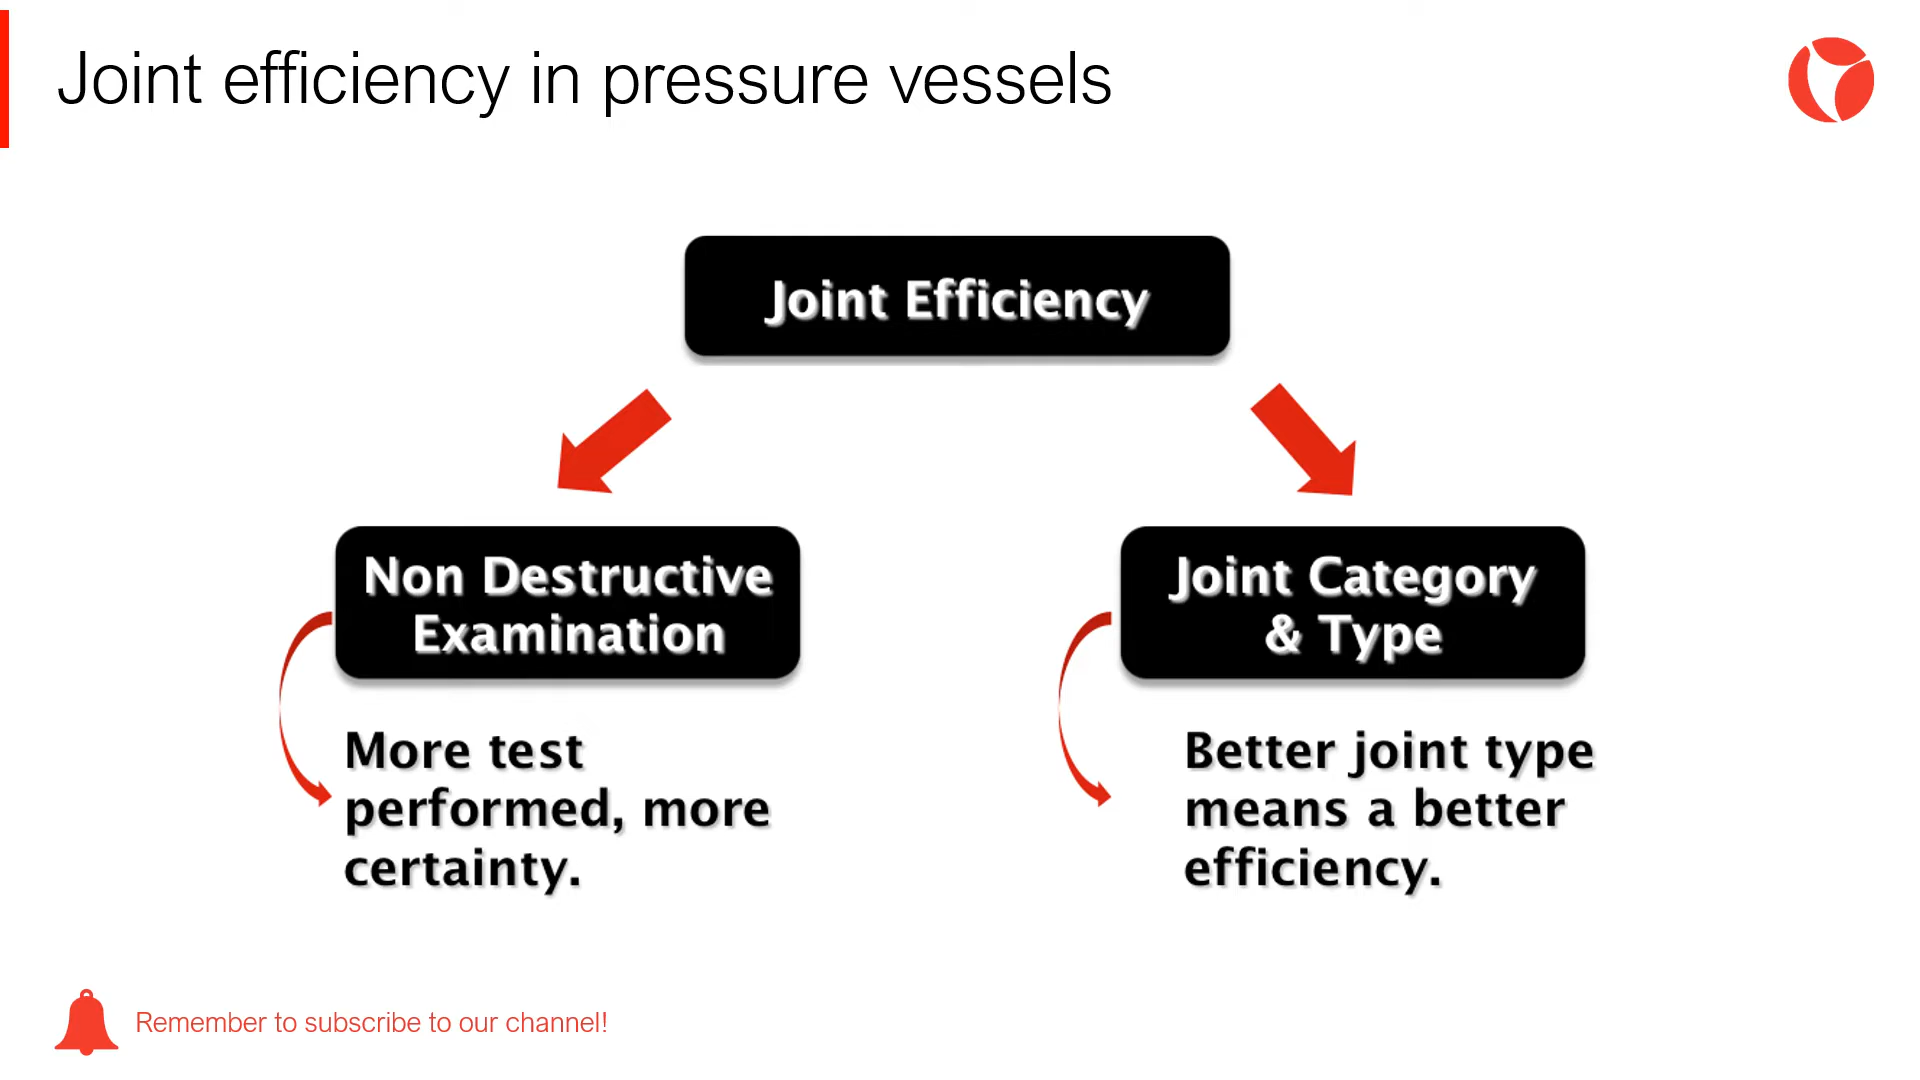 Joint efficiency in pressure vessels
Joint Efficiency
Non Destructive
Examination
More test
performed, more
certainty.
Joint Category
& Type
Better joint type
means a better
efficiency.
Remember to subscribe to our channel!